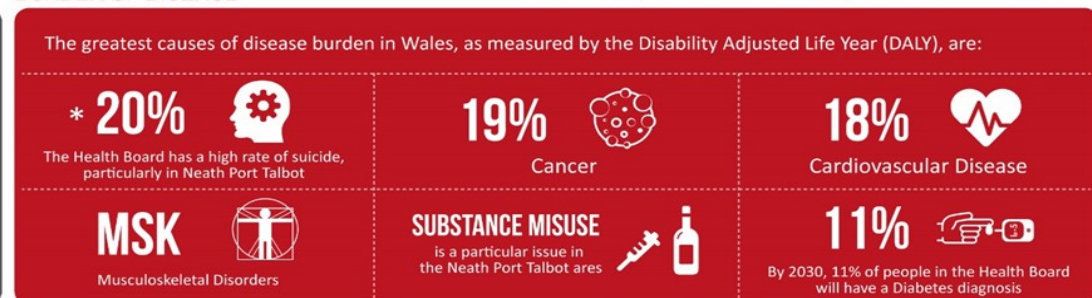 The greatest causes of disease burden in Wales, as measured by the Disability Adjusted Life Year (DALY), are:
* 20%
The Health Board has a high rate of suicide,
particularly in Neath Port Talbot
19%
Cancer
18%
Cardiovascular Disease
MSK
Musculoskeletal Disorders
SUBSTANCE MISUSE
is a particular issue in
the Neath Port Talbot ares
11%
By 2030, 11% of people in the Health Board
will have a Diabetes diagnosis